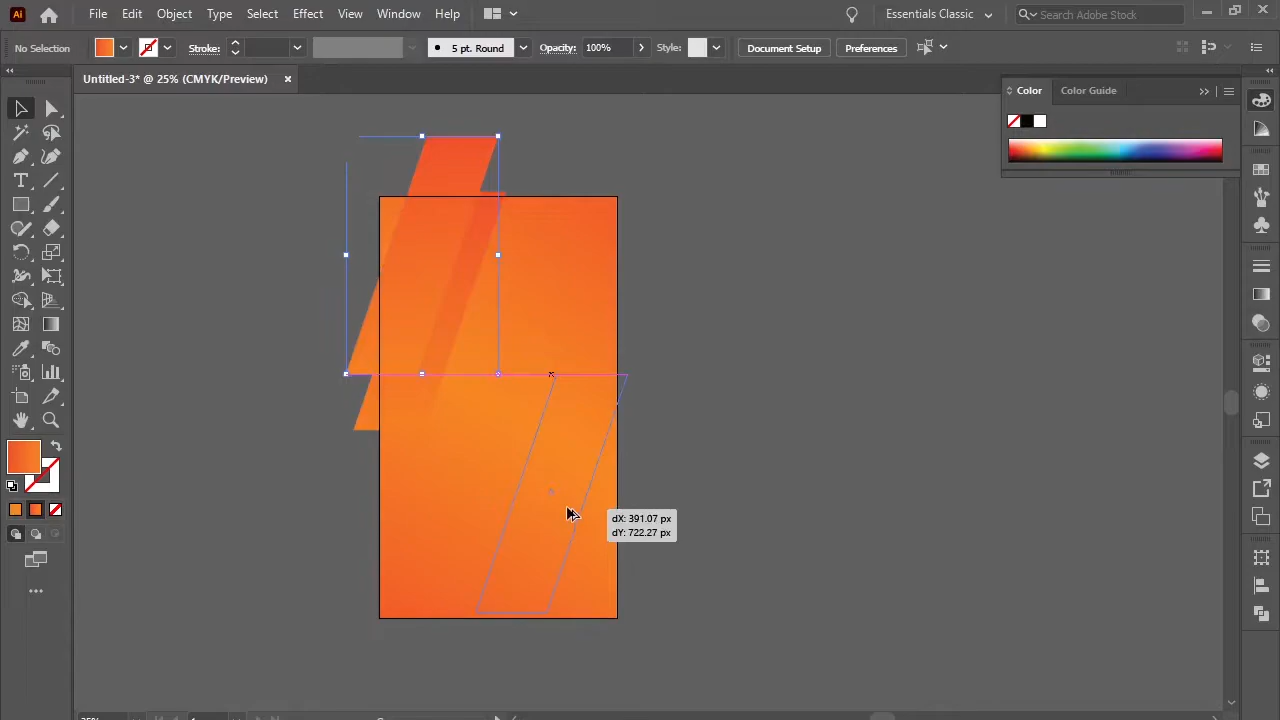 Ai File Edit Object Type Select Effect View Window Help Essentials Classic Search Adobe Stock
No Selection Stroke: 5 pt. Round Opacity: 100% Style: Document Setup Preferences
Untitled-3* @ 25% (CMYK/Preview)
Color Color Guide
dX: 391.07 px
dY: 722.27 px